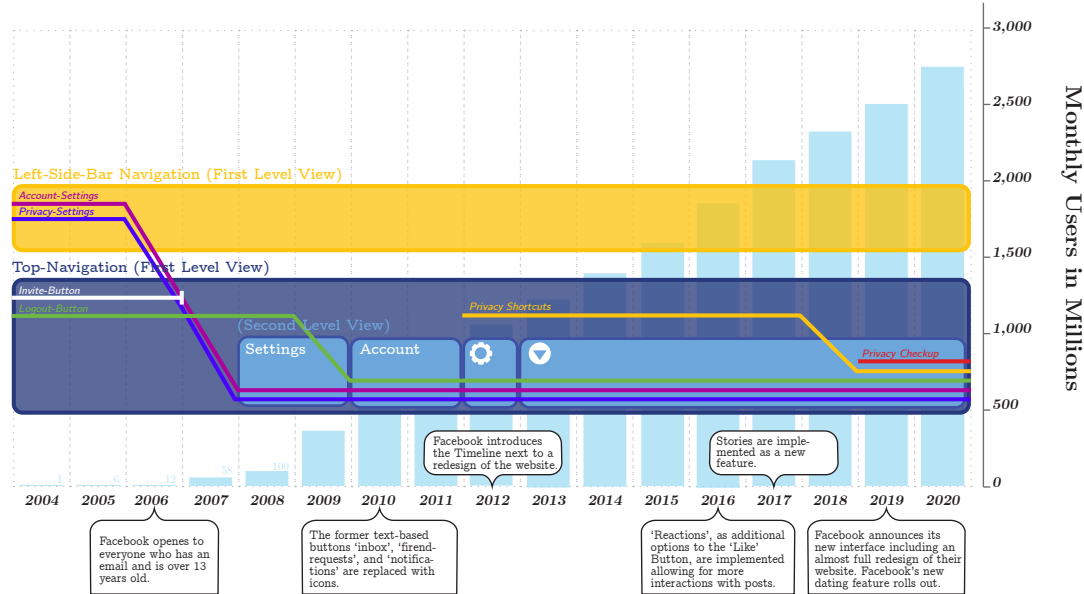 3,000
2,500
2,000
1,500
1,000
500
0
Monthly Users in Millions
Left-Side-Bar Navigation (First Level View)
Account-Settings
Privacy-Settings
Top-Navigation (First Level View)
Invite-Button
Logout-Button
Privacy Shortcuts
(Second Level View)
Settings
Account
Privacy Checkup
1
6
12
58
100
Facebook introduces
the Timeline next to a
redesign of the website.
Stories are imple-
mented as a new
feature.
2004 2005 2006 2007 2008 2009 2010 2011 2012 2013 2014 2015 2016 2017 2018 2019 2020
Facebook opens to
everyone who has an
email and is over 13
years old.
The former text-based
buttons ‘inbox’, ‘firend-
requests’, and ‘notifica-
tions’ are replaced with
icons.
‘Reactions’, as additional
options to the ‘Like’
Button, are implemented
allowing for more
interactions with posts.
Facebook announces its
new interface including an
almost full redesign of their
website. Facebook's new
dating feature rolls out.